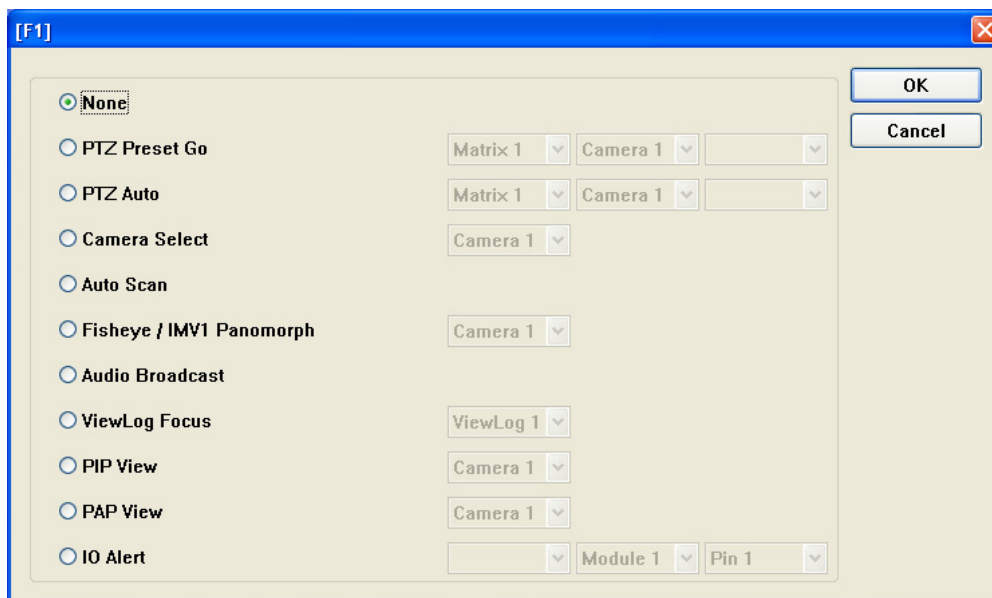 [F1]
None
OK
PTZ Preset Go Matrix 1 Camera 1
Cancel
PTZ Auto Matrix 1 Camera 1
Camera Select Camera 1
Auto Scan
Fisheye / IMV1 Panomorph Camera 1
Audio Broadcast
ViewLog Focus ViewLog 1
PIP View Camera 1
PAP View Camera 1
IO Alert Module 1 Pin 1